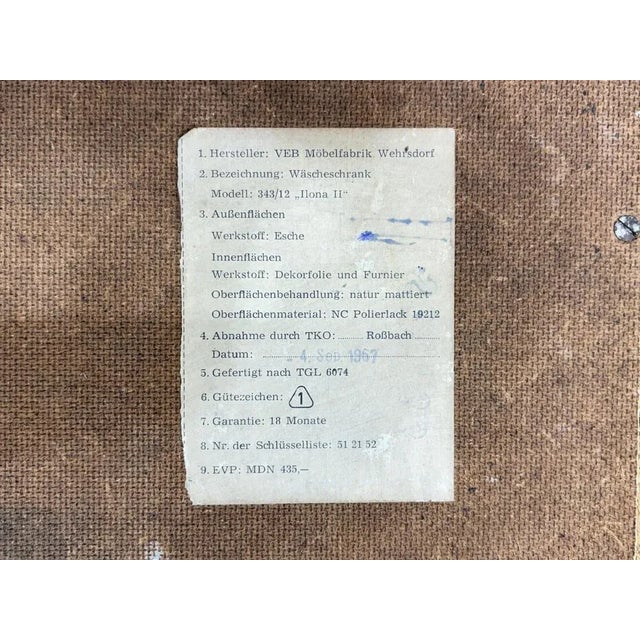 1. Hersteller: VEB Möbelfabrik Wehrsdorf
2. Bezeichnung: Wäscheschrank
Modell: 343/12 „Ilona II“
3. Außenflächen
Werkstoff: Esche
Innenflächen
Werkstoff: Dekorfolie und Furnier
Oberflächenbehandlung: natur mattiert
Oberflächenmaterial: NC Polierlack 19212
4. Abnahme durch TKO: Roßbach
Datum: 4. Sep. 1967
5. Gefertigt nach TGL 6074
6. Gütezeichen: 1
7. Garantie: 18 Monate
8. Nr. der Schlüsselliste: 51 21 52
9. EVP: MDN 435,—